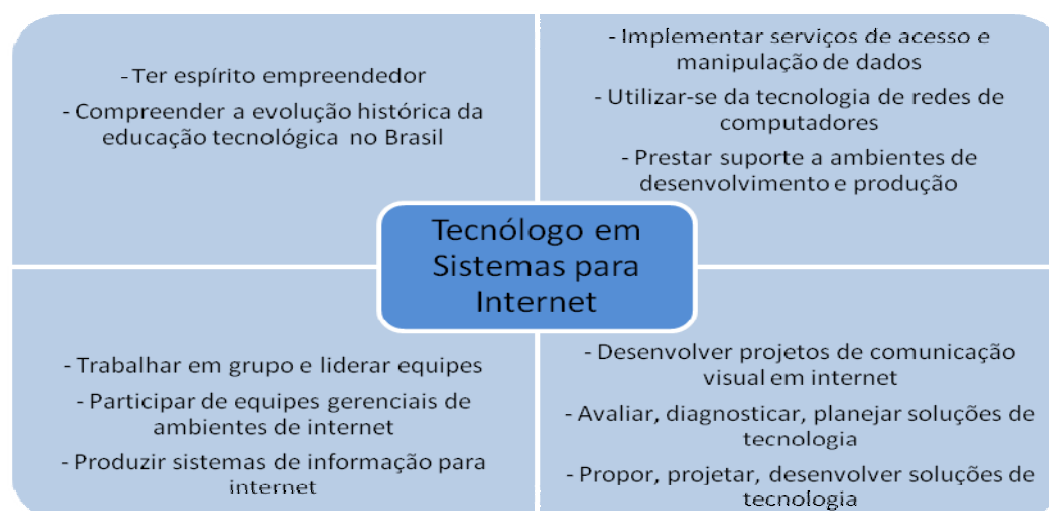 - Ter espírito empreendedor
- Compreender a evolução histórica da
educação tecnológica no Brasil
- Implementar serviços de acesso e
manipulação de dados
- Utilizar-se da tecnologia de redes de
computadores
- Prestar suporte a ambientes de
desenvolvimento e produção
Tecnólogo em
Sistemas para
Internet
- Trabalhar em grupo e liderar equipes
- Participar de equipes gerenciais de
ambientes de internet
- Produzir sistemas de informação para
internet
- Desenvolver projetos de comunicação
visual em internet
- Avaliar, diagnosticar, planejar soluções de
tecnologia
- Propor, projetar, desenvolver soluções de
tecnologia